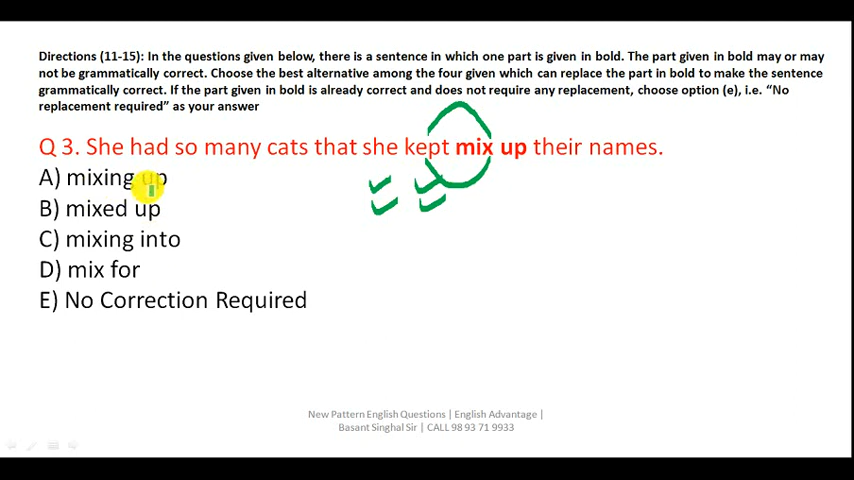 Directions (11-15): In the questions given below, there is a sentence in which one part is given in bold. The part given in bold may or may
not be grammatically correct. Choose the best alternative among the four given which can replace the part in bold to make the sentence
grammatically correct. If the part given in bold is already correct and does not require any replacement, choose option (e), i.e. “No
replacement required” as your answer
Q 3. She had so many cats that she kept mix up their names.
A) mixing up
B) mixed up
C) mixing into
D) mix for
E) No Correction Required
New Pattern English Questions | English Advantage |
Basant Singhal Sir | CALL 98 93 71 9933